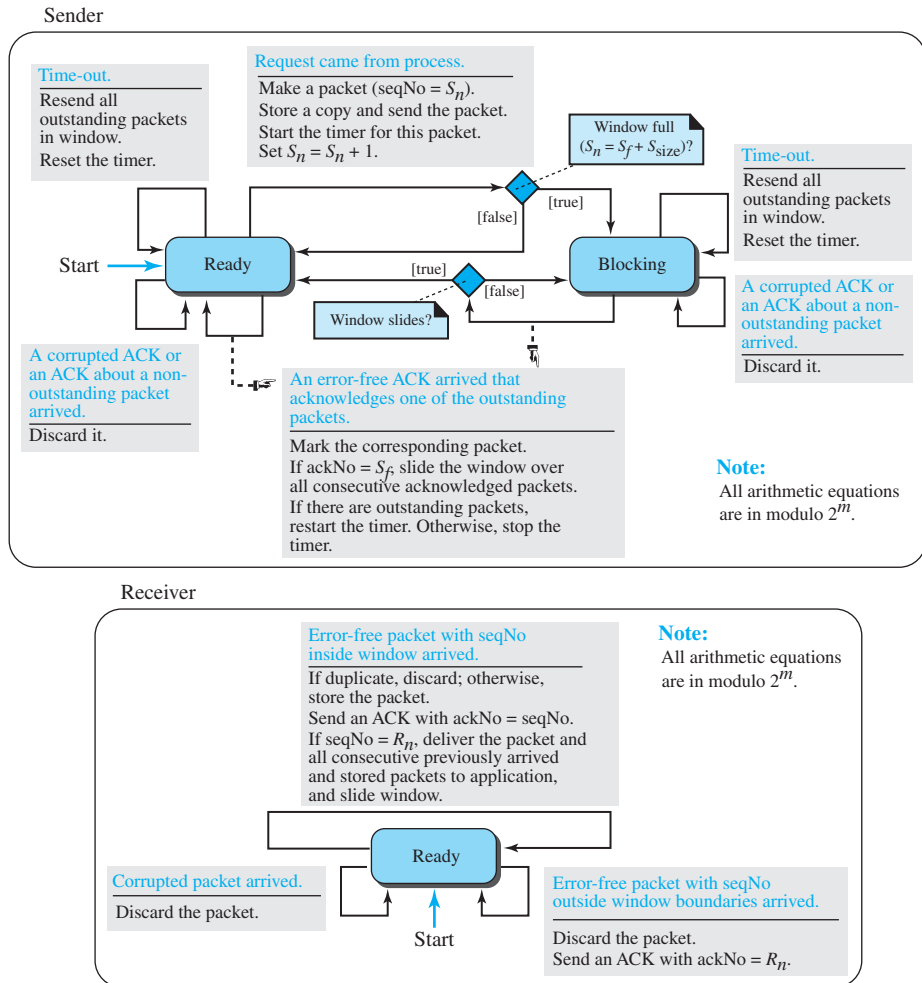 Sender
Time-out.
Resend all
outstanding packets
in window.
Reset the timer.
Request came from process.
Make a packet (seqNo = Sn).
Store a copy and send the packet.
Start the timer for this packet.
Set Sn = Sn + 1.
Window full
(Sn = Sf + Ssize)?
Time-out.
Resend all
outstanding packets
in window.
Reset the timer.
[false]
[true]
Start
Ready
[true]
[false]
Blocking
Window slides?
A corrupted ACK or
an ACK about a non-
outstanding packet
arrived.
Discard it.
An error-free ACK arrived that
acknowledges one of the outstanding
packets.
Mark the corresponding packet.
If ackNo = Sf, slide the window over
all consecutive acknowledged packets.
If there are outstanding packets,
restart the timer. Otherwise, stop the
timer.
A corrupted ACK or
an ACK about a non-
outstanding packet
arrived.
Discard it.
Note:
All arithmetic equations
are in modulo 2^m.
Receiver
Error-free packet with seqNo
inside window arrived.
If duplicate, discard; otherwise,
store the packet.
Send an ACK with ackNo = seqNo.
If seqNo = Rn, deliver the packet and
all consecutive previously arrived
and stored packets to application,
and slide window.
Note:
All arithmetic equations
are in modulo 2^m.
Ready
Corrupted packet arrived.
Discard the packet.
Start
Error-free packet with seqNo
outside window boundaries arrived.
Discard the packet.
Send an ACK with ackNo = Rn.